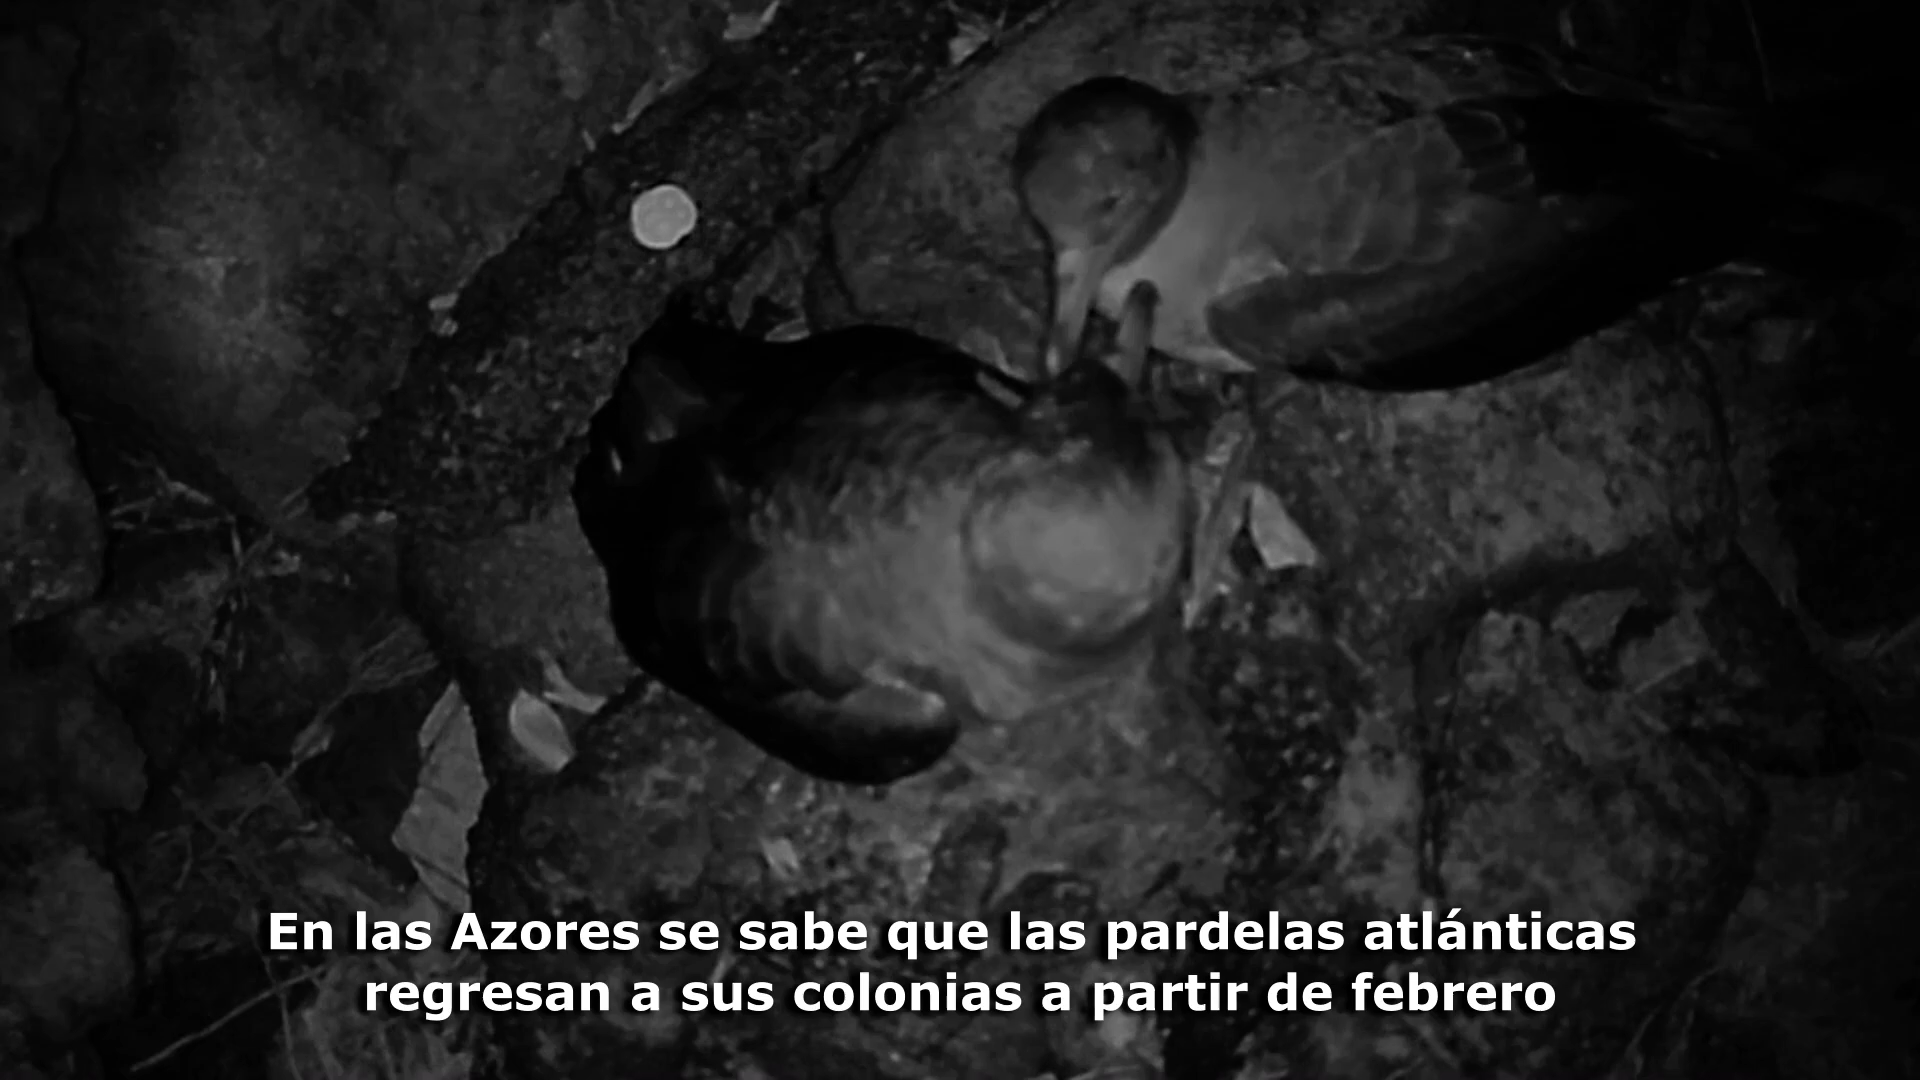 En las Azores se sabe que las pardelas atlánticas
regresan a sus colonias a partir de febrero